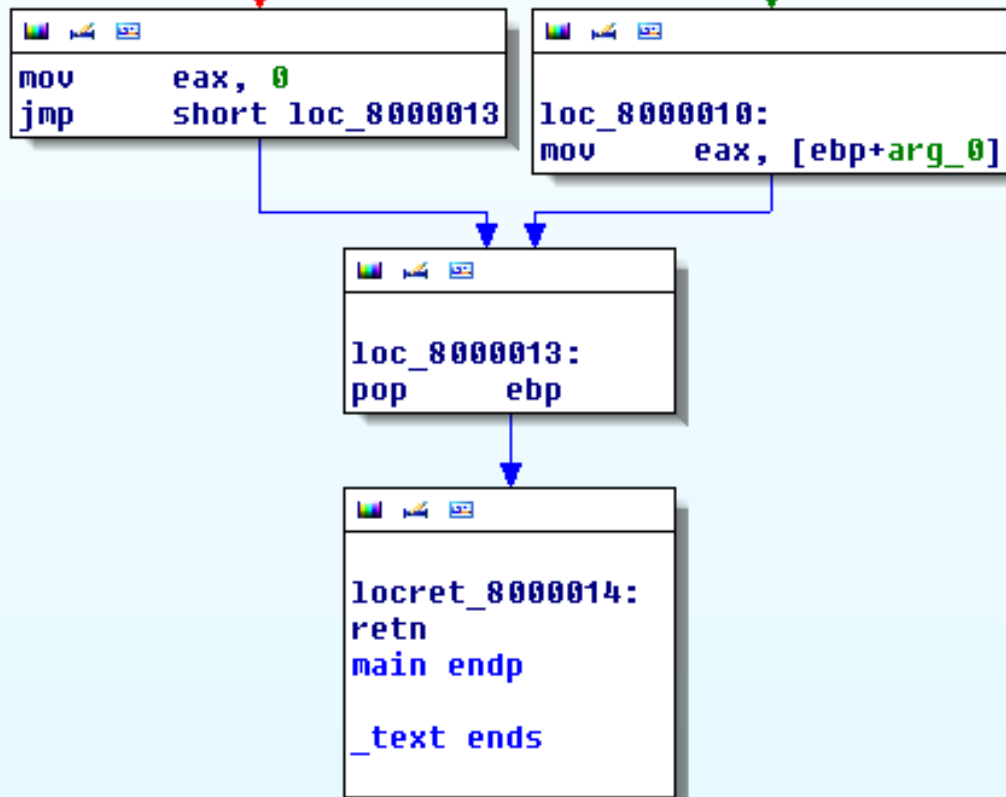 mov eax, 0
jmp short loc_8000013
loc_8000010:
mov eax, [ebp+arg_0]
loc_8000013:
pop ebp
locret_8000014:
retn
main endp
_text ends